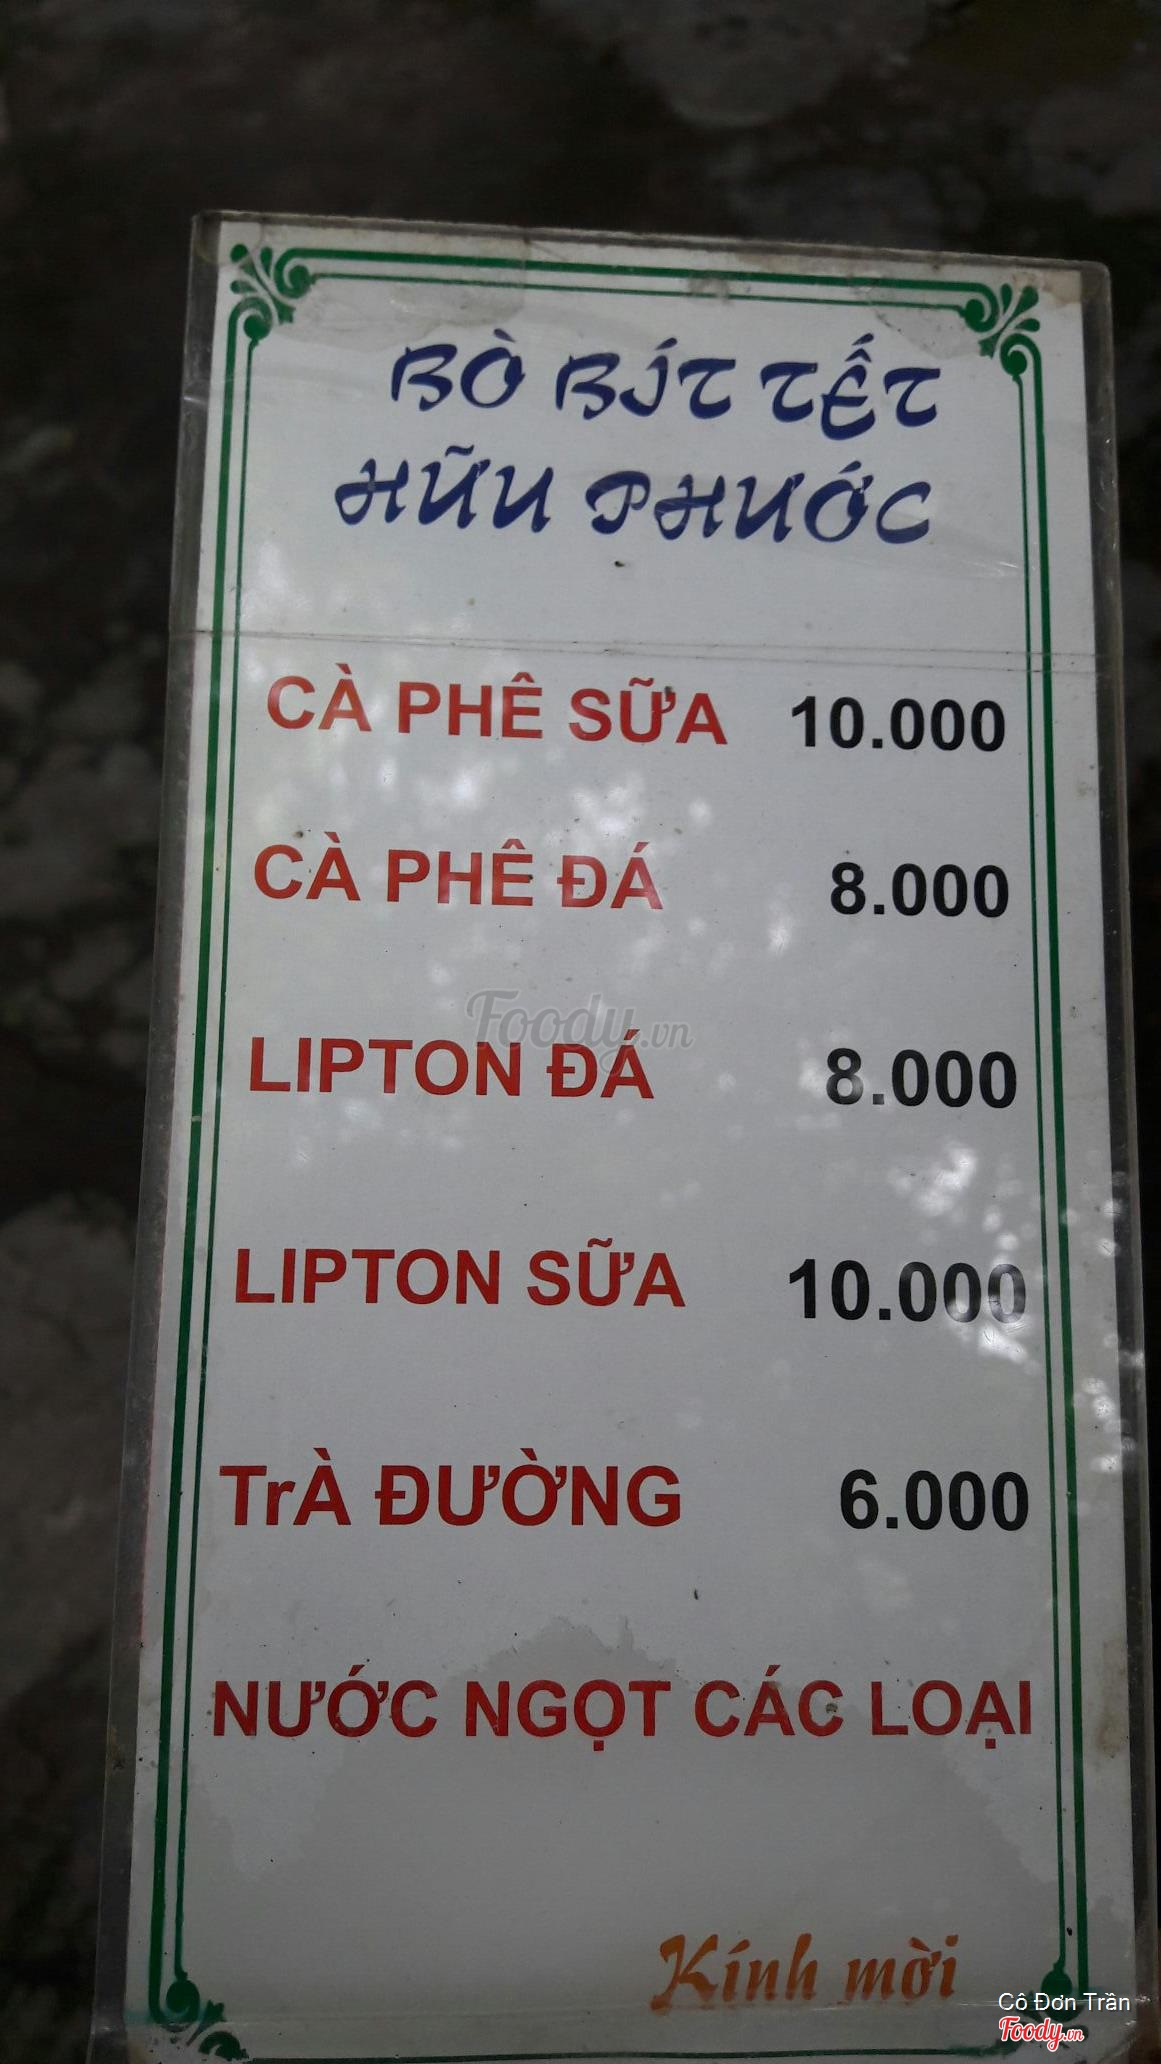 BÒ BÍT TẾT
HỮU PHƯỚC
CÀ PHÊ SỮA 10.000
CÀ PHÊ ĐÁ 8.000
Foody.vn
LIPTON ĐÁ 8.000
LIPTON SỮA 10.000
TrÀ ĐƯỜNG 6.000
NƯỚC NGỌT CÁC LOẠI
Kính mời
Cô Đơn Trần
Foody.vn